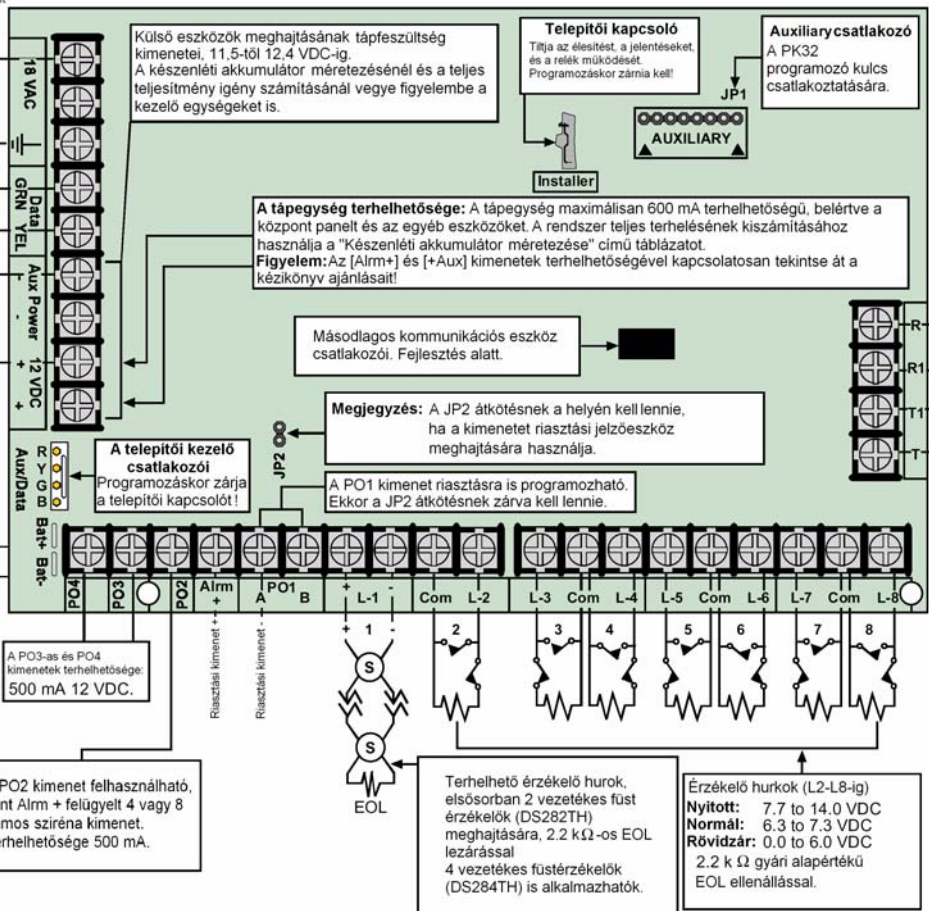 Külső eszközök meghajtásának tápfeszültség
kimenetei, 11,5-től 12,4 VDC-ig.
A készenléti akkumulátor méretezésénél és a teljes
teljesítmény igény számításánál vegye figyelembe a
kezelő egységeket is.
Telepítői kapcsoló
Tiltja az élesítést, a jelentéseket,
és a relék működését.
Programozáskor zárnia kell!
Auxiliary csatlakozó
A PK32
programozó kulcs
csatlakoztatására.
JP1
AUXILIARY
Installer
18 VAC
Data
GRN YEL
Aux Power 12 VDC
+
-
+
+
A tápegység terhelhetősége: A tápegység maximálisan 600 mA terhelhetőségű, belértve a
központ panelt és az egyéb eszközöket. A rendszer teljes terhelésének kiszámításához
használja a "Készenléti akkumulátor méretezése" című táblázatot.
Figyelem:Az [Alrm+] és [+Aux] kimenetek terhelhetőségével kapcsolatosan tekintse át a
kézikönyv ajánlásait!
Másodlagos kommunikációs eszköz
csatlakozói. Fejlesztés alatt.
R
R1
T1
T
Megjegyzés: A JP2 átkötésnek a helyén kell lennie,
ha a kimenetet riasztási jelzőeszköz
meghajtására használja.
JP2
A telepítői kezelő
csatlakozói
Programozáskor zárja
a telepítői kapcsolót !
R
Y
G
B
Aux/Data
A PO1 kimenet riasztásra is programozható.
Ekkor a JP2 átkötésnek zárva kell lennie.
Bat+
Bat-
PO4 PO3 PO2 Alrm + A PO1 B + L-1 - Com L-2 L-3 Com L-4 L-5 Com L-6 L-7 Com L-8
Riasztási kimenet +
Riasztási kimenet -
+ 1 - 2 3 4 5 6 7 8
S
S
EOL
A PO3-as és PO4
kimenetek terhelhetősége:
500 mA 12 VDC.
PO2 kimenet felhasználható,
nt Alrm + felügyelt 4 vagy 8
mos sziréna kimenet.
erhelhetősége 500 mA.
Terhelhető érzékelő hurok,
elsősorban 2 vezetékes füst
érzékelők (DS282TH)
meghajtására, 2.2 kΩ-os EOL
lezárással
4 vezetékes füstérzékelők
(DS284TH) is alkalmazhatók.
Érzékelő hurkok (L2-L8-ig)
Nyitott: 7.7 to 14.0 VDC
Normál: 6.3 to 7.3 VDC
Rövidzár: 0.0 to 6.0 VDC
2.2 k Ω gyári alapértékű
EOL ellenállással.